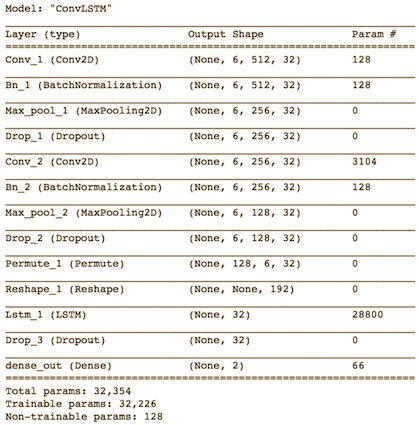 Model: "ConvLSTM"
Layer (type) Output Shape Param #
Conv_1 (Conv2D) (None, 6, 512, 32) 128
Bn_1 (BatchNormalization) (None, 6, 512, 32) 128
Max_pool_1 (MaxPooling2D) (None, 6, 256, 32) 0
Drop_1 (Dropout) (None, 6, 256, 32) 0
Conv_2 (Conv2D) (None, 6, 256, 32) 3104
Bn_2 (BatchNormalization) (None, 6, 256, 32) 128
Max_pool_2 (MaxPooling2D) (None, 6, 128, 32) 0
Drop_2 (Dropout) (None, 6, 128, 32) 0
Permute_1 (Permute) (None, 128, 6, 32) 0
Reshape_1 (Reshape) (None, None, 192) 0
Lstm_1 (LSTM) (None, 32) 28800
Drop_3 (Dropout) (None, 32) 0
dense_out (Dense) (None, 2) 66
Total params: 32,354
Trainable params: 32,226
Non-trainable params: 128